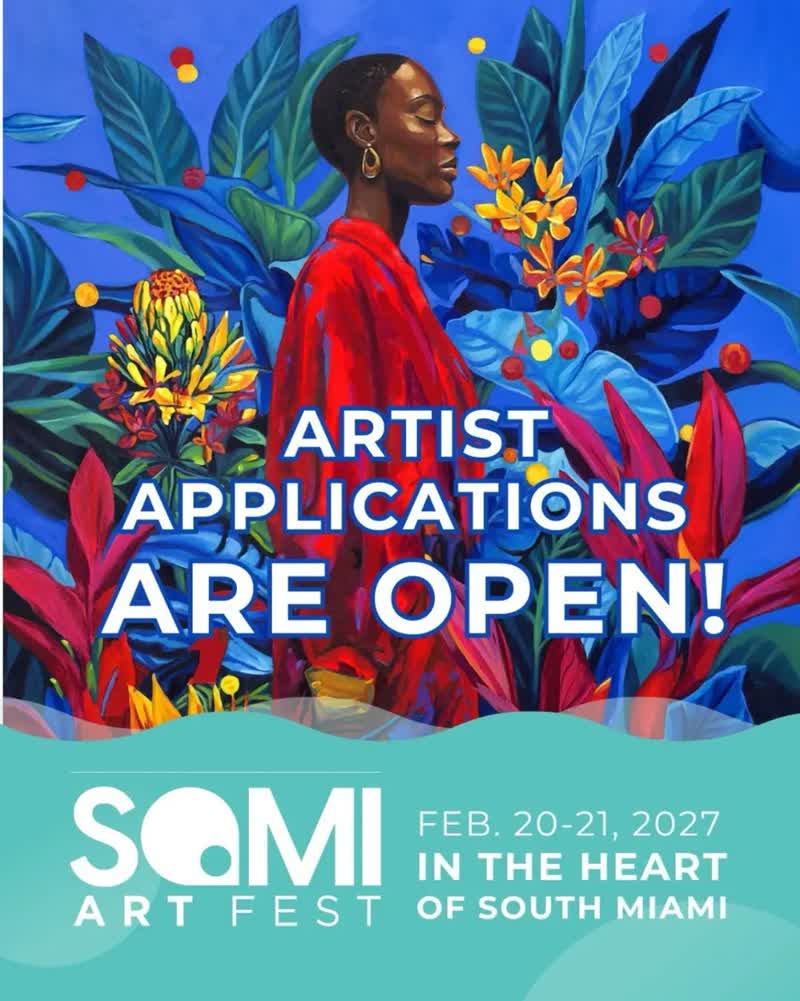 ARTIST
APPLICATIONS
ARE OPEN!
SOMI
ART FEST
FEB. 20-21, 2027
IN THE HEART
OF SOUTH MIAMI